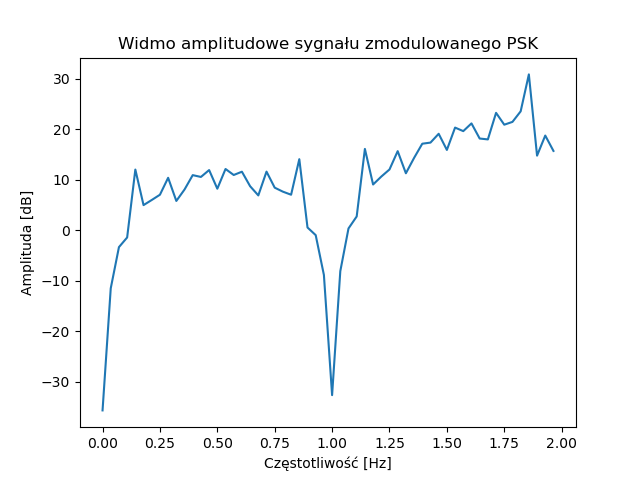 Widmo amplitudowe sygnału zmodulowanego PSK
30
20
10
0
−10
−20
−30
Amplituda [dB]
0.00 0.25 0.50 0.75 1.00 1.25 1.50 1.75 2.00
Częstotliwość [Hz]